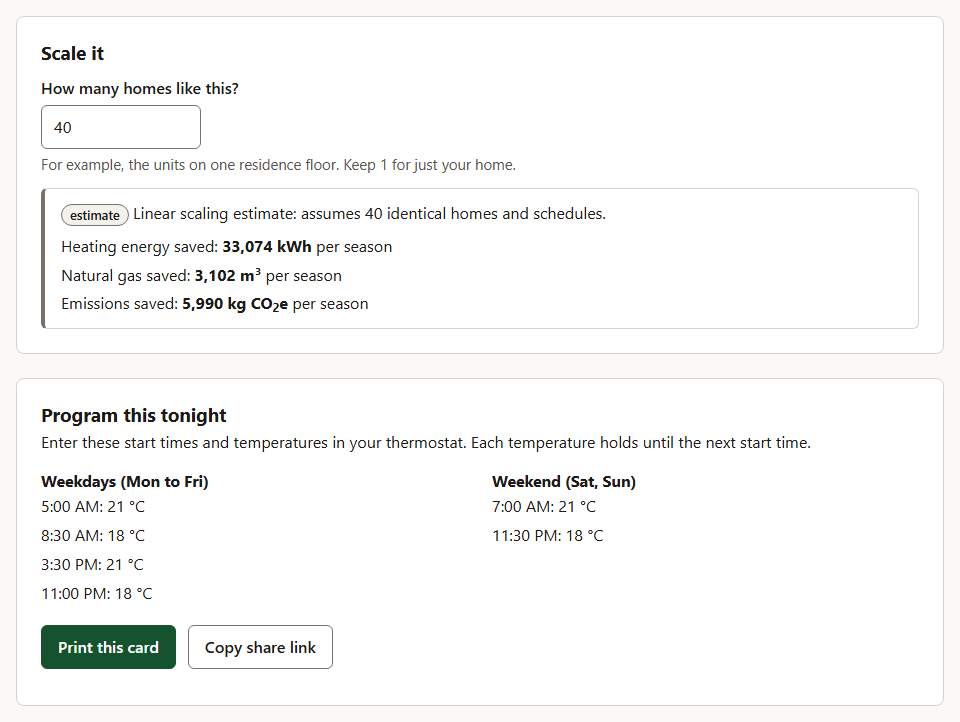 Scale it
How many homes like this?
40
For example, the units on one residence floor. Keep 1 for just your home.
estimate Linear scaling estimate: assumes 40 identical homes and schedules.
Heating energy saved: 33,074 kWh per season
Natural gas saved: 3,102 m³ per season
Emissions saved: 5,990 kg CO₂e per season
Program this tonight
Enter these start times and temperatures in your thermostat. Each temperature holds until the next start time.
Weekdays (Mon to Fri)
5:00 AM: 21 °C
8:30 AM: 18 °C
3:30 PM: 21 °C
11:00 PM: 18 °C
Weekend (Sat, Sun)
7:00 AM: 21 °C
11:30 PM: 18 °C
Print this card
Copy share link